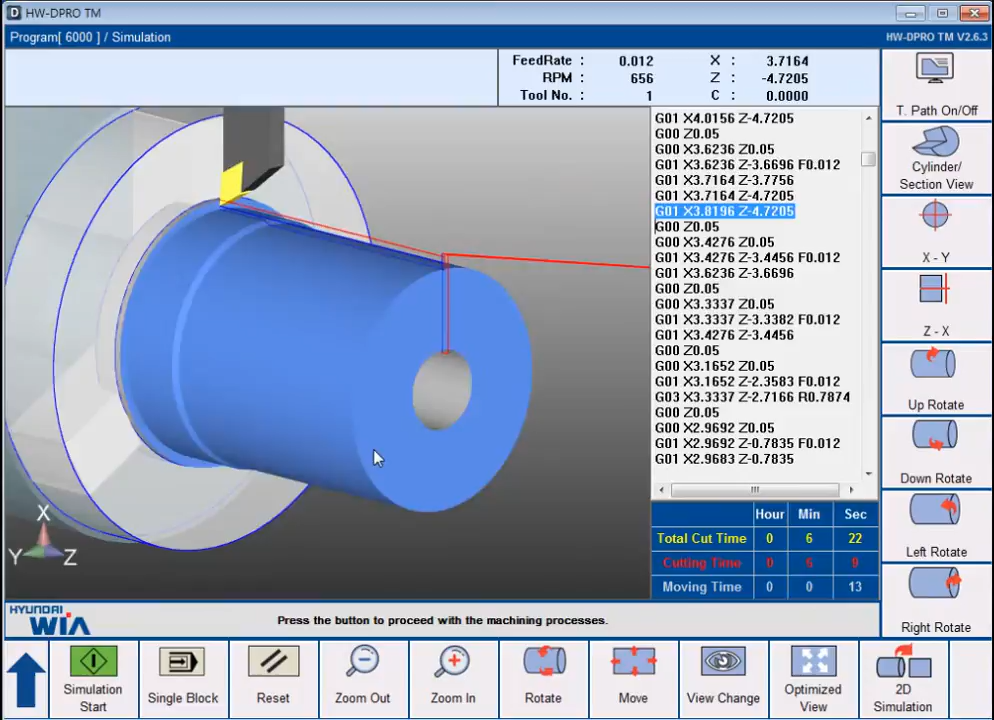 HW-DPRO TM
Program[ 6000 ] / Simulation
HW-DPRO TM V2.6.3
FeedRate : 0.012 X : 3.7164
RPM : 656 Z : -4.7205
Tool No. : 1 C : 0.0000
G01 X4.0156 Z-4.7205
G00 Z0.05
G00 X3.6236 Z0.05
G01 X3.6236 Z-3.6696 F0.012
G01 X3.7164 Z-3.7756
G01 X3.7164 Z-4.7205
G01 X3.8196 Z-4.7205
G00 Z0.05
G00 X3.4276 Z0.05
G01 X3.4276 Z-3.4456 F0.012
G01 X3.6236 Z-3.6696
G00 Z0.05
G00 X3.3337 Z0.05
G01 X3.3337 Z-3.3382 F0.012
G01 X3.4276 Z-3.4456
G00 Z0.05
G00 X3.1652 Z0.05
G01 X3.1652 Z-2.3583 F0.012
G03 X3.3337 Z-2.7166 R0.7874
G00 Z0.05
G00 X2.9692 Z0.05
G01 X2.9692 Z-0.7835 F0.012
G01 X2.9683 Z-0.7835
Hour Min Sec
Total Cut Time 0 6 22
Cutting Time 0 6 9
Moving Time 0 0 13
T. Path On/Off
Cylinder/
Section View
X - Y
Z - X
Up Rotate
Down Rotate
Left Rotate
Right Rotate
X
Y
Z
HYUNDAI
WIA
Press the button to proceed with the machining processes.
Simulation
Start
Single Block
Reset
Zoom Out
Zoom In
Rotate
Move
View Change
Optimized
View
2D
Simulation